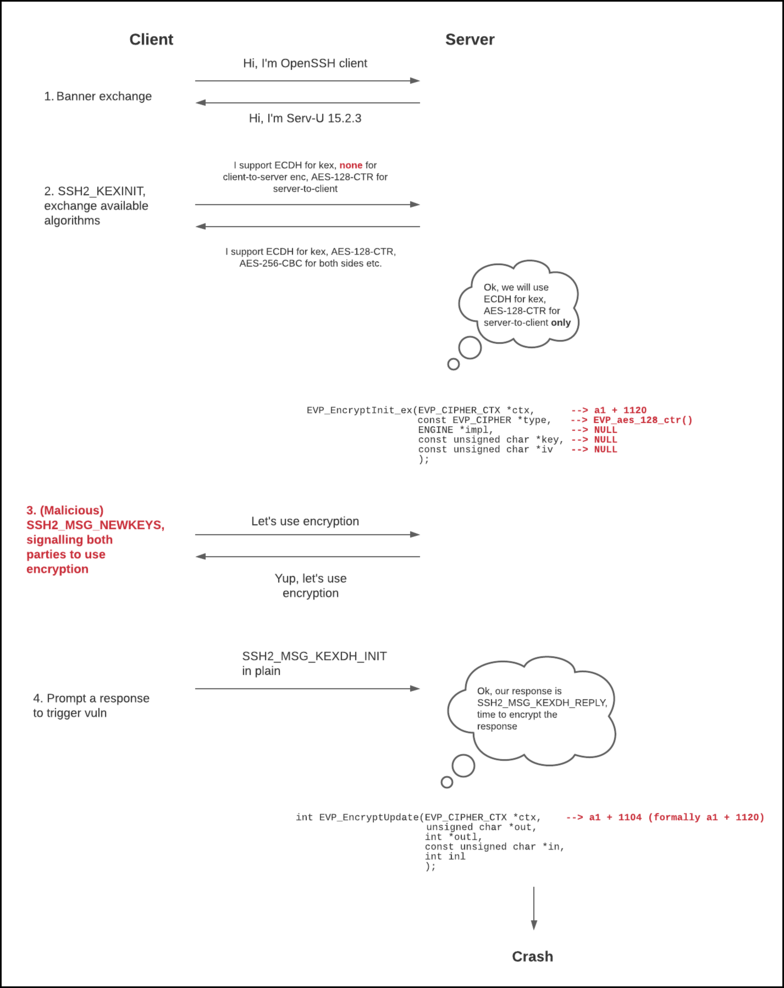 Client
Server
Hi, I'm OpenSSH client
1. Banner exchange
Hi, I'm Serv-U 15.2.3
I support ECDH for kex, none for
client-to-server enc, AES-128-CTR for
server-to-client
2. SSH2_KEXINIT,
exchange available
algorithms
I support ECDH for kex, AES-128-CTR,
AES-256-CBC for both sides etc.
Ok, we will use
ECDH for kex,
AES-128-CTR for
server-to-client only
EVP_EncryptInit_ex(EVP_CIPHER_CTX *ctx, --> a1 + 1120
const EVP_CIPHER *type, --> EVP_aes_128_ctr()
ENGINE *impl, --> NULL
const unsigned char *key, --> NULL
const unsigned char *iv --> NULL
);
3. (Malicious)
SSH2_MSG_NEWKEYS,
signalling both
parties to use
encryption
Let's use encryption
Yup, let's use
encryption
SSH2_MSG_KEXDH_INIT
in plain
4. Prompt a response
to trigger vuln
Ok, our response is
SSH2_MSG_KEXDH_REPLY,
time to encrypt the
response
int EVP_EncryptUpdate(EVP_CIPHER_CTX *ctx, --> a1 + 1104 (formally a1 + 1120)
unsigned char *out,
int *outl,
const unsigned char *in,
int inl
);
Crash